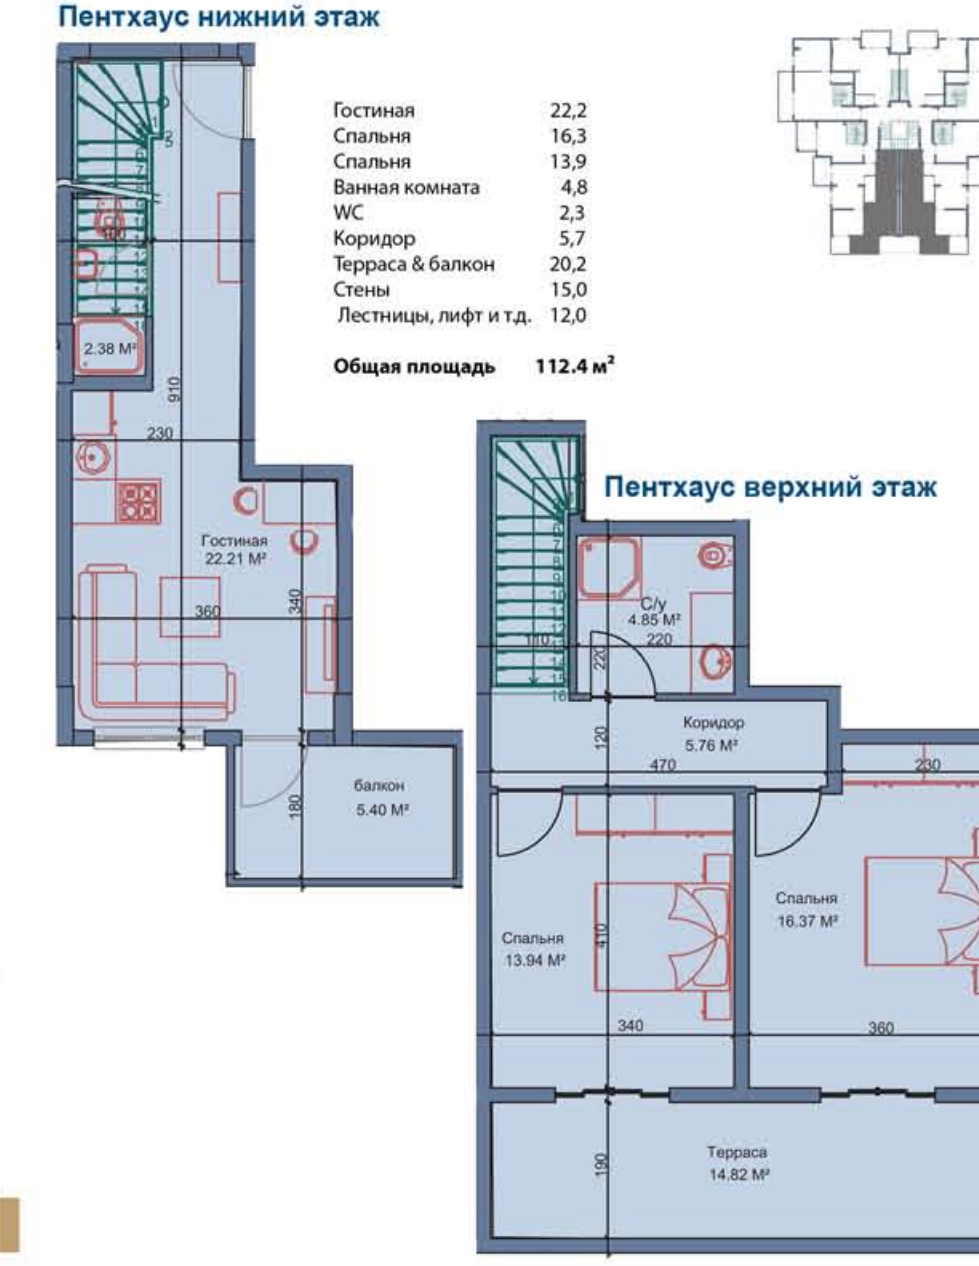 Пентхаус нижний этаж
Гостиная 22,2
Спальня 16,3
Спальня 13,9
Ванная комната 4,8
WC 2,3
Коридор 5,7
Терраса & балкон 20,2
Стены 15,0
Лестницы, лифт и т.д. 12,0
Общая площадь 112.4 м²
100
2.38 М²
910
230
Гостиная
22.21 М²
360
340
балкон
5.40 М²
180
Пентхаус верхний этаж
С/у
4.85 М²
110
220
220
Коридор
5.76 М²
120
470
230
Спальня
16.37 М²
Спальня
13.94 М²
410
340
360
Терраса
14.82 М²
190